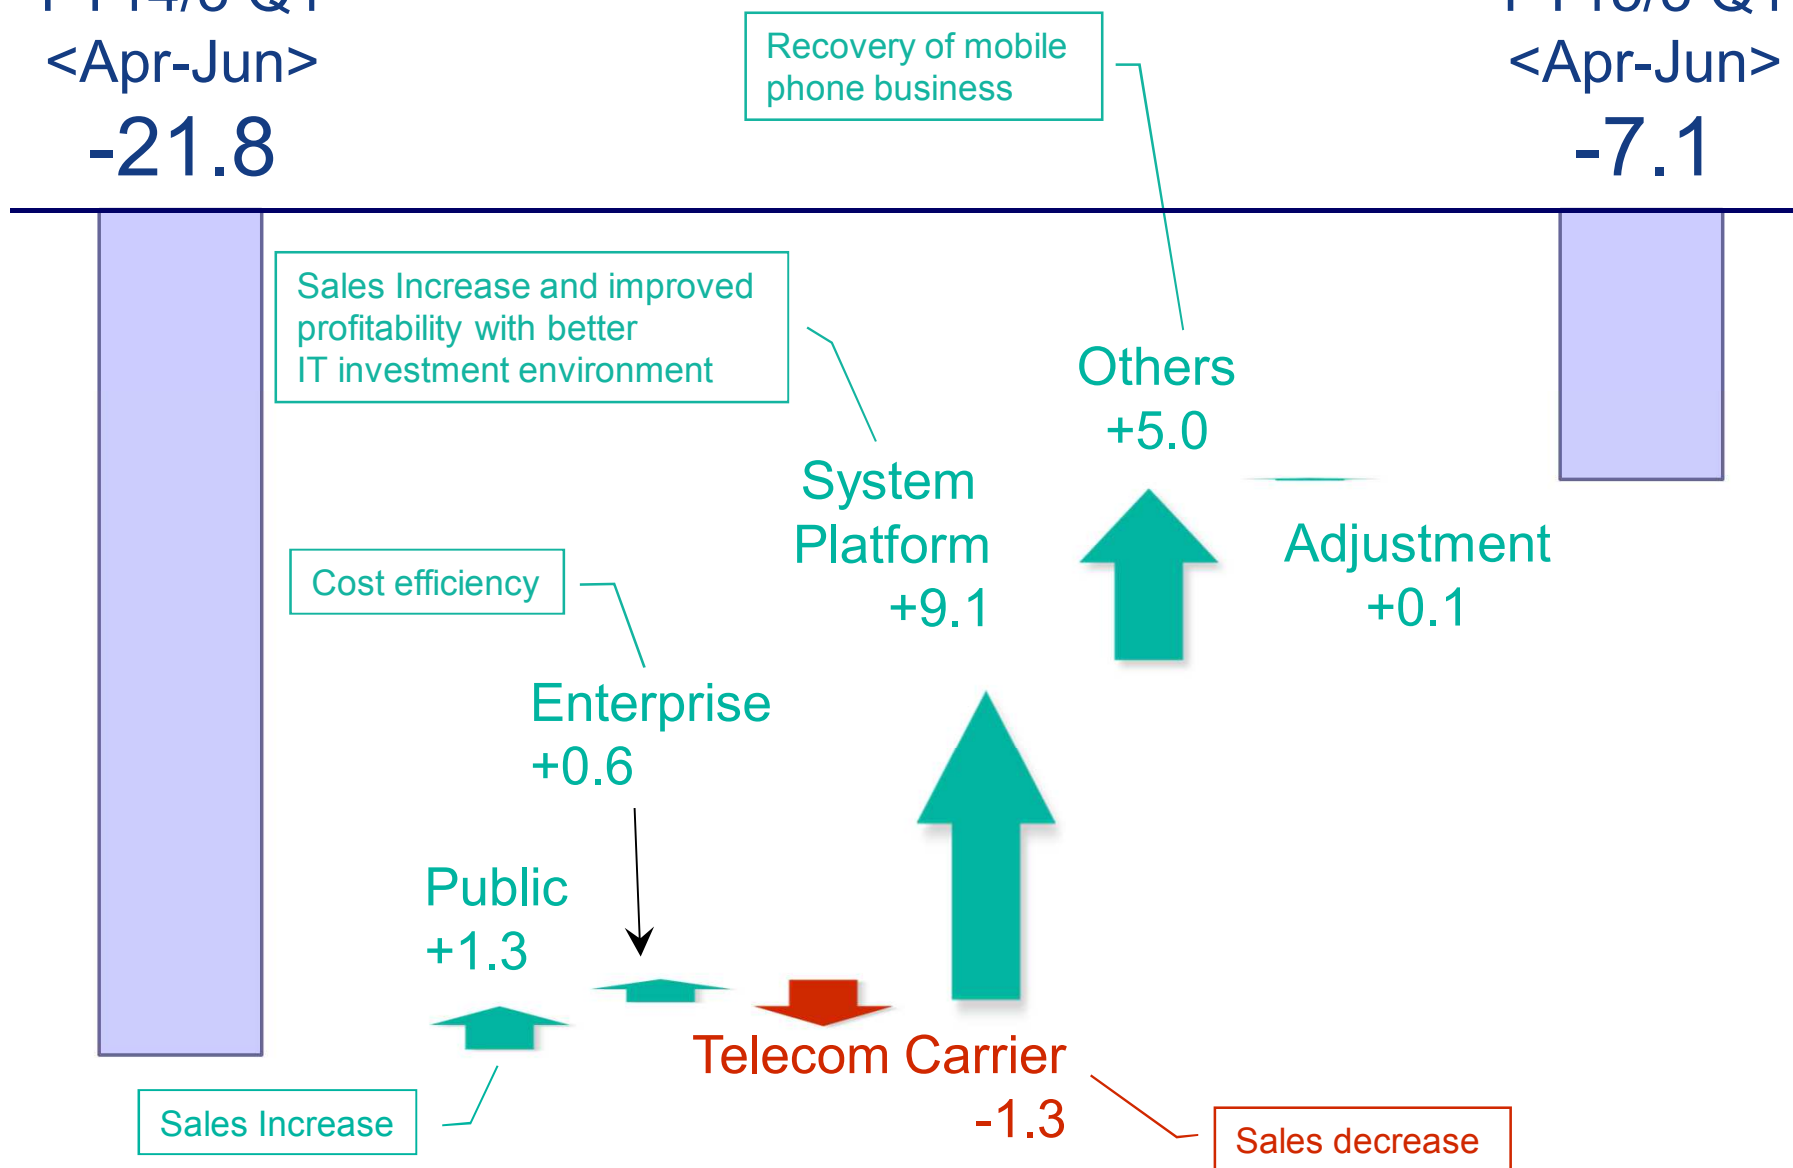 <Apr-Jun>
-21.8
Recovery of mobile
phone business
<Apr-Jun>
-7.1
Sales Increase and improved
profitability with better
IT investment environment
Others
+5.0
System
Platform
+9.1
Adjustment
+0.1
Cost efficiency
Enterprise
+0.6
Public
+1.3
Telecom Carrier
-1.3
Sales Increase
Sales decrease